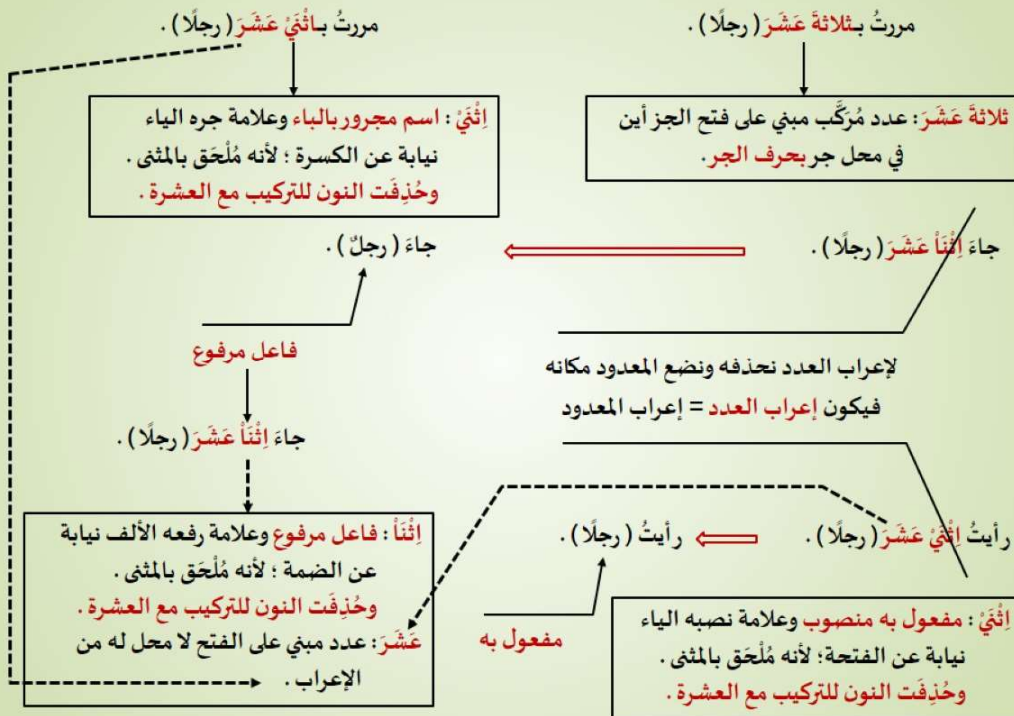 مررتُ بـثلاثةَ عَشَرَ (رجلًا).
ثلاثةَ عَشَرَ: عدد مُرَكَّب مبني على فتح الجز أين
في محل جر بحرف الجر.
مررتُ بـاثْنَيْ عَشَرَ (رجلًا).
اِثْنَيْ: اسم مجرور بالباء وعلامة جره الياء
نيابة عن الكسرة؛ لأنه مُلْحَق بالمثنى.
وحُذِفَت النون للتركيب مع العشرة.
جاءَ اِثْنَاْ عَشَرَ (رجلًا).
جاءَ (رجلٌ).
فاعل مرفوع
لإعراب العدد نحذفه ونضع المعدود مكانه
فيكون إعراب العدد = إعراب المعدود
جاءَ اِثْنَاْ عَشَرَ (رجلًا).
اِثْنَاْ: فاعل مرفوع وعلامة رفعه الألف نيابة
عن الضمة؛ لأنه مُلْحَق بالمثنى.
وحُذِفَت النون للتركيب مع العشرة.
عَشَرَ: عدد مبني على الفتح لا محل له من
الإعراب.
رأيتُ اِثْنَيْ عَشَرَ (رجلًا).
رأيتُ (رجلًا).
مفعول به
اِثْنَيْ: مفعول به منصوب وعلامة نصبه الياء
نيابة عن الفتحة؛ لأنه مُلْحَق بالمثنى.
وحُذِفَت النون للتركيب مع العشرة.